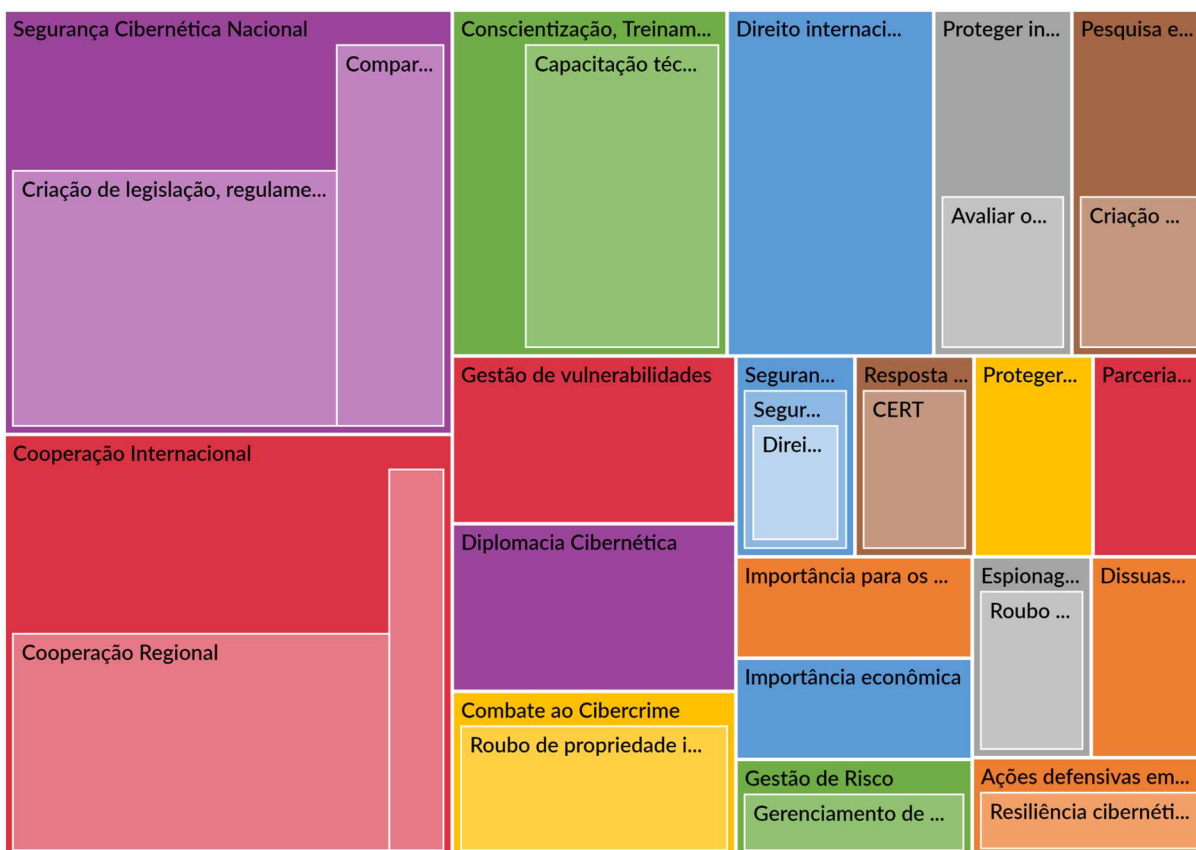 Segurança Cibernética Nacional
Compar...
Criação de legislação, regulame...
Cooperação Internacional
Cooperação Regional
Conscientização, Treinam...
Capacitação téc...
Direito internaci...
Proteger in...
Avaliar o...
Pesquisa e...
Criação ...
Gestão de vulnerabilidades
Diplomacia Cibernética
Combate ao Cibercrime
Roubo de propriedade i...
Seguran...
Segur...
Direi...
Resposta ...
CERT
Proteger...
Parceria...
Importância para os ...
Importância econômica
Gestão de Risco
Gerenciamento de ...
Espionag...
Roubo ...
Dissuas...
Ações defensivas em...
Resiliência cibernéti...